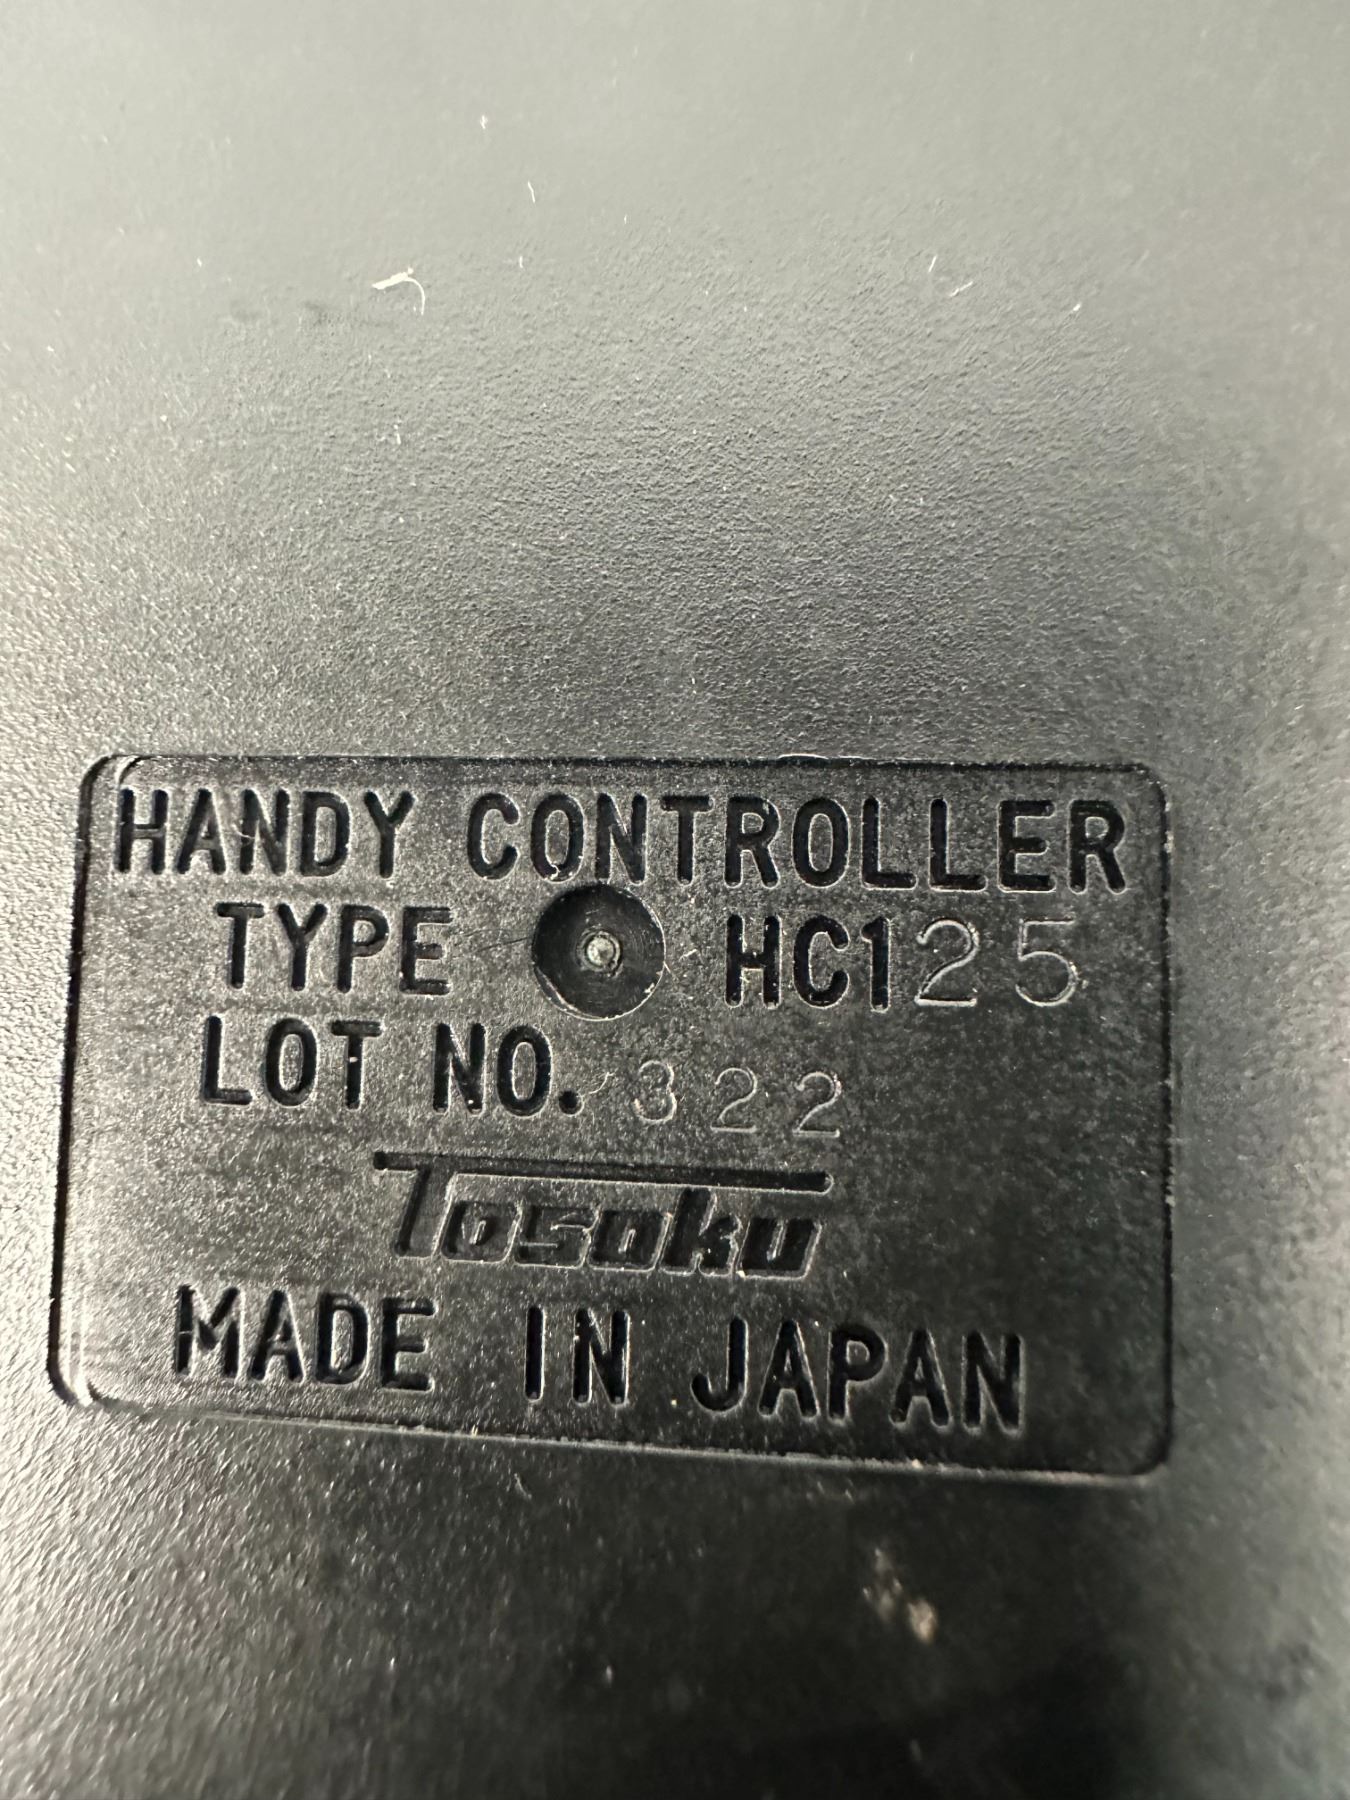 HANDY CONTROLLER
TYPE HC125
LOT NO. 322
Tosoku
MADE IN JAPAN